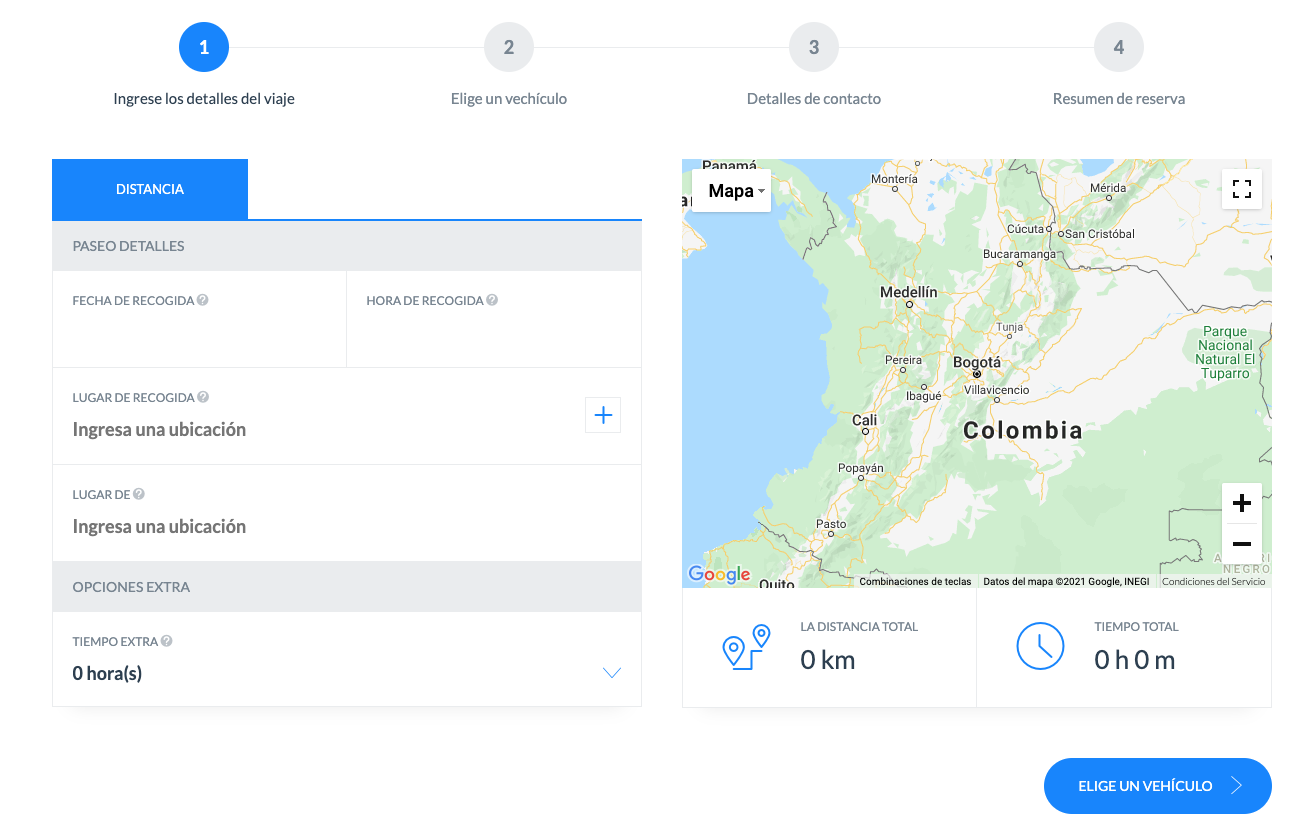 1
2
3
4
Ingrese los detalles del viaje
Elige un vechículo
Detalles de contacto
Resumen de reserva
DISTANCIA
PASEO DETALLES
FECHA DE RECOGIDA
HORA DE RECOGIDA
LUGAR DE RECOGIDA
Ingresa una ubicación
LUGAR DE
Ingresa una ubicación
OPCIONES EXTRA
TIEMPO EXTRA
0 hora(s)
Panamá
Mapa
Montería
Mérida
Cúcuta
San Cristóbal
Bucaramanga
Medellín
Tunja
Parque
Nacional
Natural El
Tuparro
Pereira
Bogotá
Ibagué
Villavicencio
Cali
Colombia
Popayán
Pasto
Quito
Google
Combinaciones de teclas
Datos del mapa ©2021 Google, INEGI
Condiciones del Servicio
LA DISTANCIA TOTAL
0 km
TIEMPO TOTAL
0 h 0 m
ELIGE UN VEHÍCULO